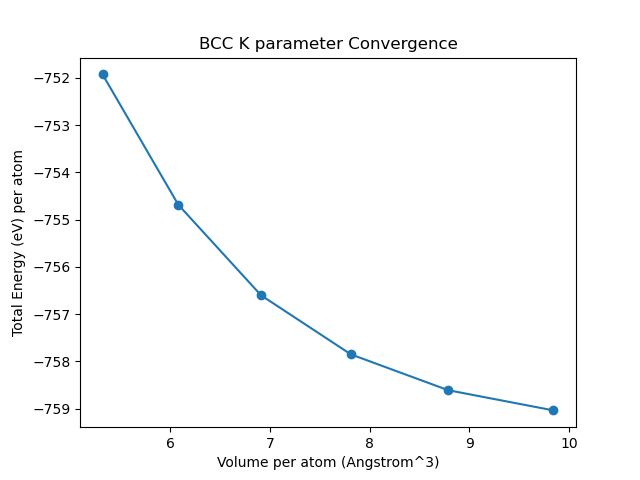 BCC K parameter Convergence
−752
−753
−754
−755
−756
−757
−758
−759
Total Energy (eV) per atom
6 7 8 9 10
Volume per atom (Angstrom^3)